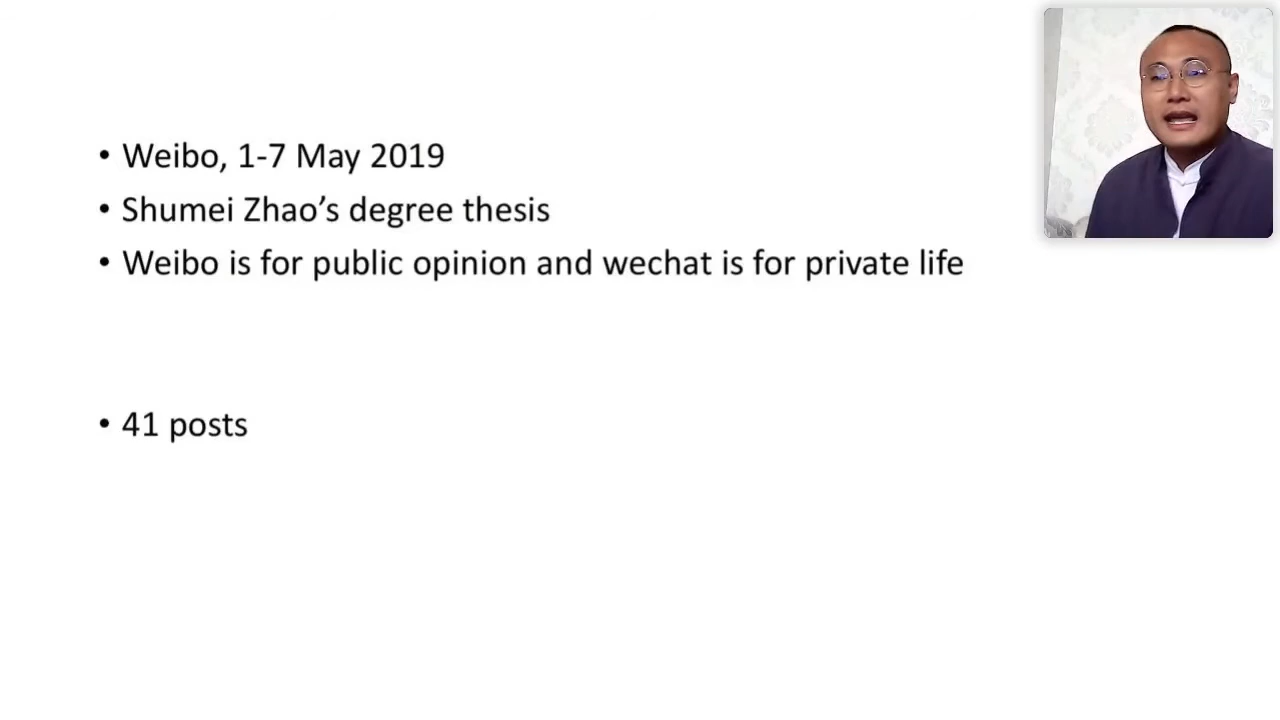 • Weibo, 1-7 May 2019
• Shumei Zhao’s degree thesis
• Weibo is for public opinion and wechat is for private life
• 41 posts